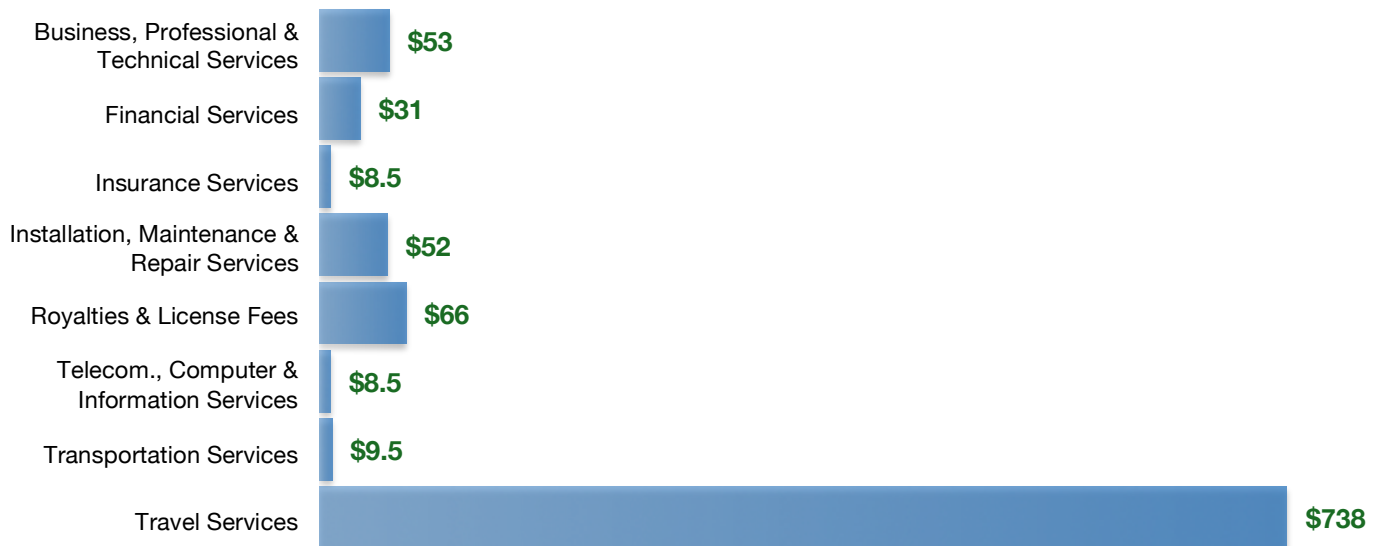 Business, Professional &
Technical Services
$53
Financial Services
$31
Insurance Services
$8.5
Installation, Maintenance &
Repair Services
$52
Royalties & License Fees
$66
Telecom., Computer &
Information Services
$8.5
Transportation Services
$9.5
Travel Services
$738